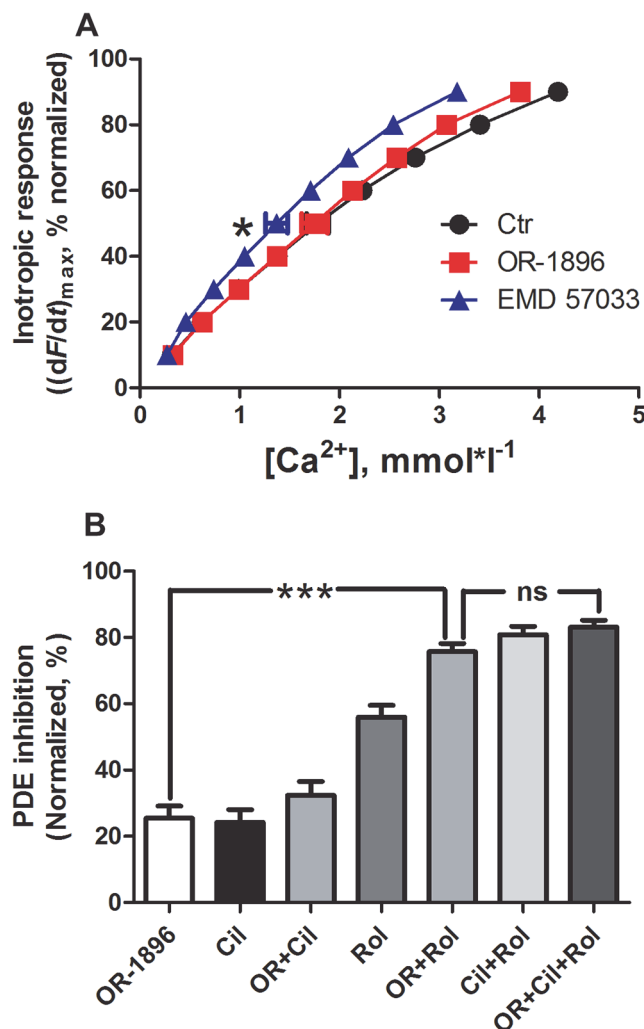 A
Inotropic response
((dF/dt)max, % normalized)
100
80
60
40
20
0
*
Ctr
OR-1896
EMD 57033
0 1 2 3 4 5
[Ca2+], mmol*l-1
B
PDE inhibition
(Normalized, %)
100
80
60
40
20
0
*** ns
OR-1896 Cil OR+Cil Rol OR+Rol Cil+Rol OR+Cil+Rol